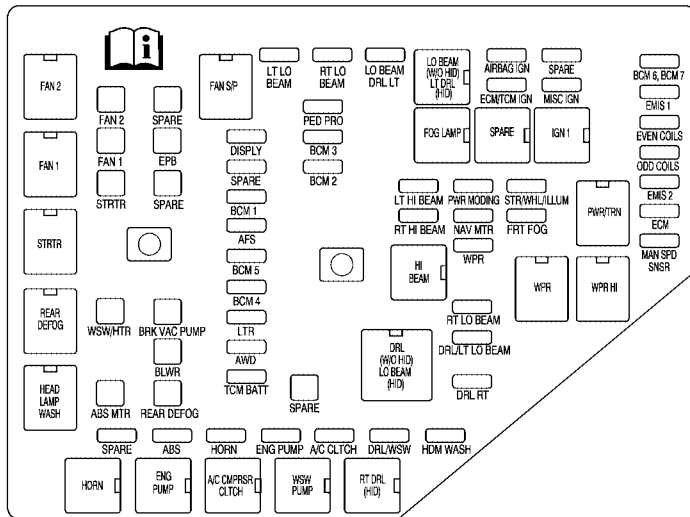 FAN 2
FAN S/P
LT LO
BEAM
RT LO
BEAM
LO BEAM
DRL LT
LO BEAM
(W/O HID)
LT DRL
(HID)
AIRBAG IGN
SPARE
BCM 6, BCM 7
ECM/TCM IGN
MISC IGN
EMIS 1
FAN 2
SPARE
PED PRO
FOG LAMP
SPARE
IGN 1
EVEN COILS
FAN 1
FAN 1
EPB
DISPLY
BCM 3
ODD COILS
STRTR
SPARE
SPARE
BCM 2
EMIS 2
BCM 1
LT HI BEAM
PWR MODING
STR/WHL/ILLUM
PWR/TRN
ECM
STRTR
AFS
RT HI BEAM
NAV MTR
FRT FOG
MAN SPD
SNSR
BCM 5
WPR
HI
BEAM
WPR
WPR HI
REAR
DEFOG
BCM 4
WSW/HTR
BRK VAC PUMP
LTR
RT LO BEAM
BLWR
AWD
DRL
(W/O HID)
LO BEAM
(HID)
DRL/LT LO BEAM
HEAD
LAMP
WASH
TCM BATT
DRL RT
ABS MTR
REAR DEFOG
SPARE
SPARE
ABS
HORN
ENG PUMP
A/C CLTCH
DRL/WSW
HDM WASH
HORN
ENG
PUMP
A/C CMPRSR
CLTCH
WSW
PUMP
RT DRL
(HID)